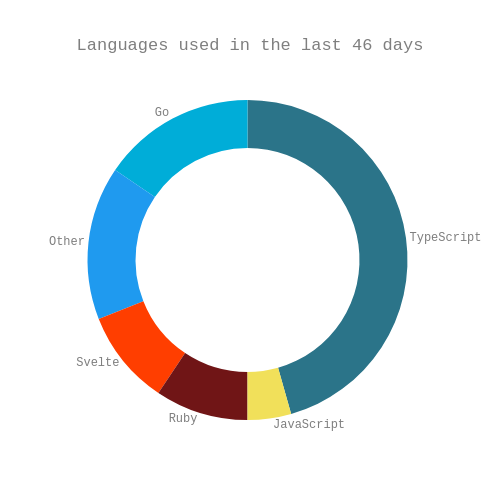 Languages used in the last 46 days
Go
TypeScript
Other
Svelte
Ruby
JavaScript